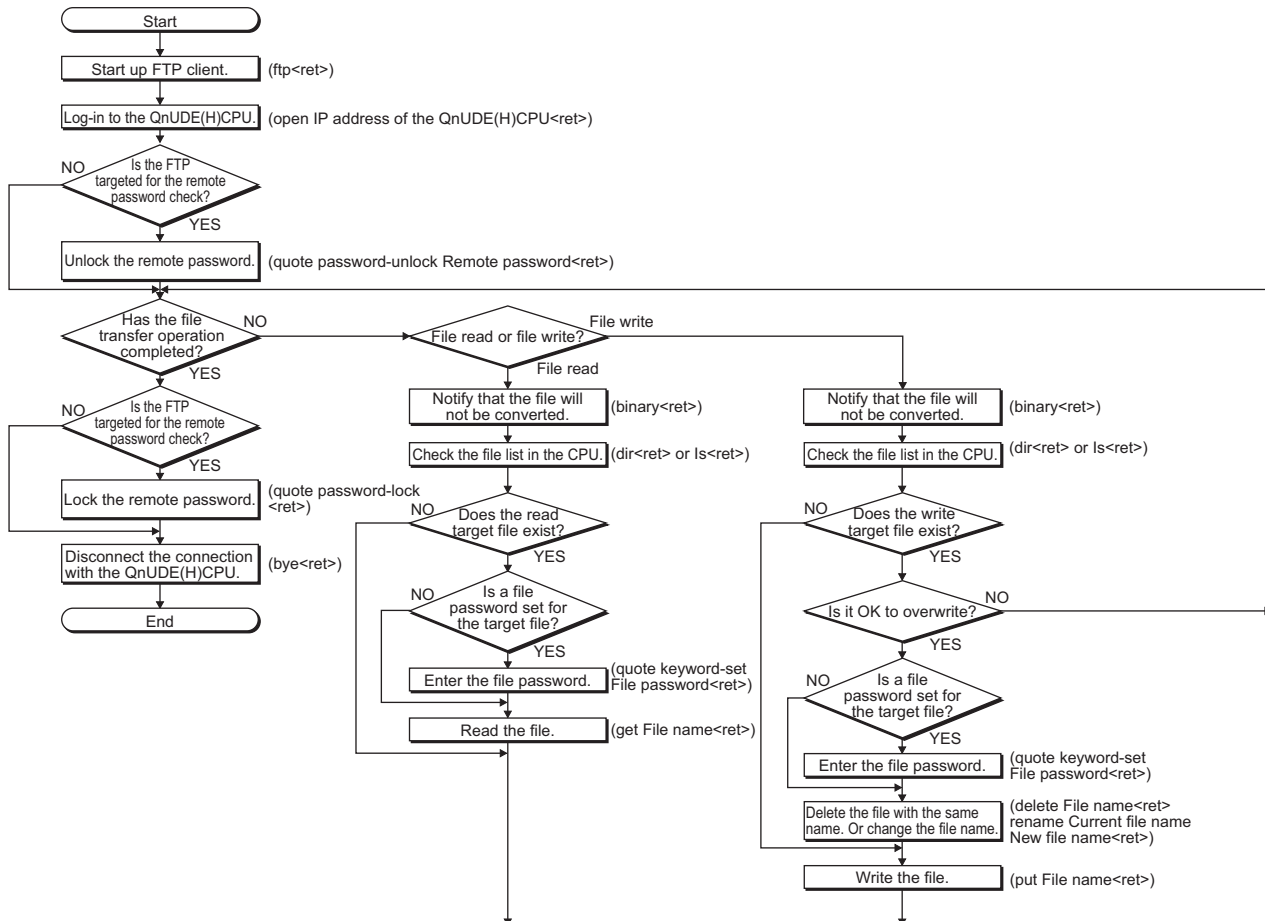 Start
Start up FTP client.
(ftp<ret>)
Log-in to the QnUDE(H)CPU.
(open IP address of the QnUDE(H)CPU<ret>)
NO
Is the FTP
targeted for the remote
password check?
YES
Unlock the remote password.
(quote password-unlock Remote password<ret>)
Has the file
transfer operation
completed?
NO
YES
NO
Is the FTP
targeted for the remote
password check?
YES
Lock the remote password.
(quote password-lock
<ret>)
Disconnect the connection
with the QnUDE(H)CPU.
(bye<ret>)
End
File read or file write?
File write
File read
Notify that the file will
not be converted.
(binary<ret>)
Check the file list in the CPU.
(dir<ret> or Is<ret>)
NO
Does the read
target file exist?
YES
NO
Is a file
password set for
the target file?
YES
Enter the file password.
(quote keyword-set
File password<ret>)
Read the file.
(get File name<ret>)
Notify that the file will
not be converted.
(binary<ret>)
Check the file list in the CPU.
(dir<ret> or Is<ret>)
NO
Does the write
target file exist?
YES
Is it OK to overwrite?
NO
YES
NO
Is a file
password set for
the target file?
YES
Enter the file password.
(quote keyword-set
File password<ret>)
Delete the file with the same
name. Or change the file name.
(delete File name<ret>
rename Current file name
New file name<ret>)
Write the file.
(put File name<ret>)